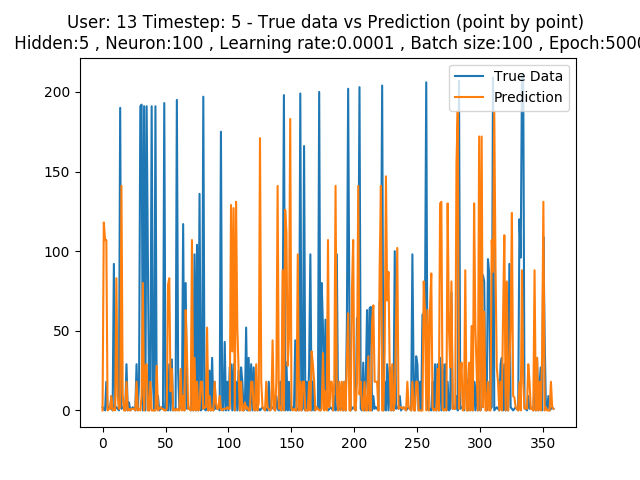 User: 13 Timestep: 5 - True data vs Prediction (point by point)
Hidden:5 , Neuron:100 , Learning rate:0.0001 , Batch size:100 , Epoch:5000
True Data
Prediction
200
150
100
50
0
0 50 100 150 200 250 300 350